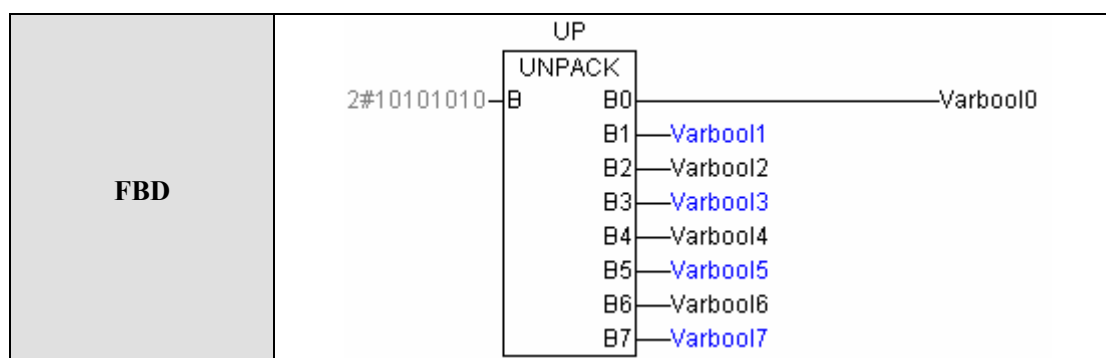 FBD
UP
UNPACK
2#10101010 B B0 Varbool0
B1 Varbool1
B2 Varbool2
B3 Varbool3
B4 Varbool4
B5 Varbool5
B6 Varbool6
B7 Varbool7